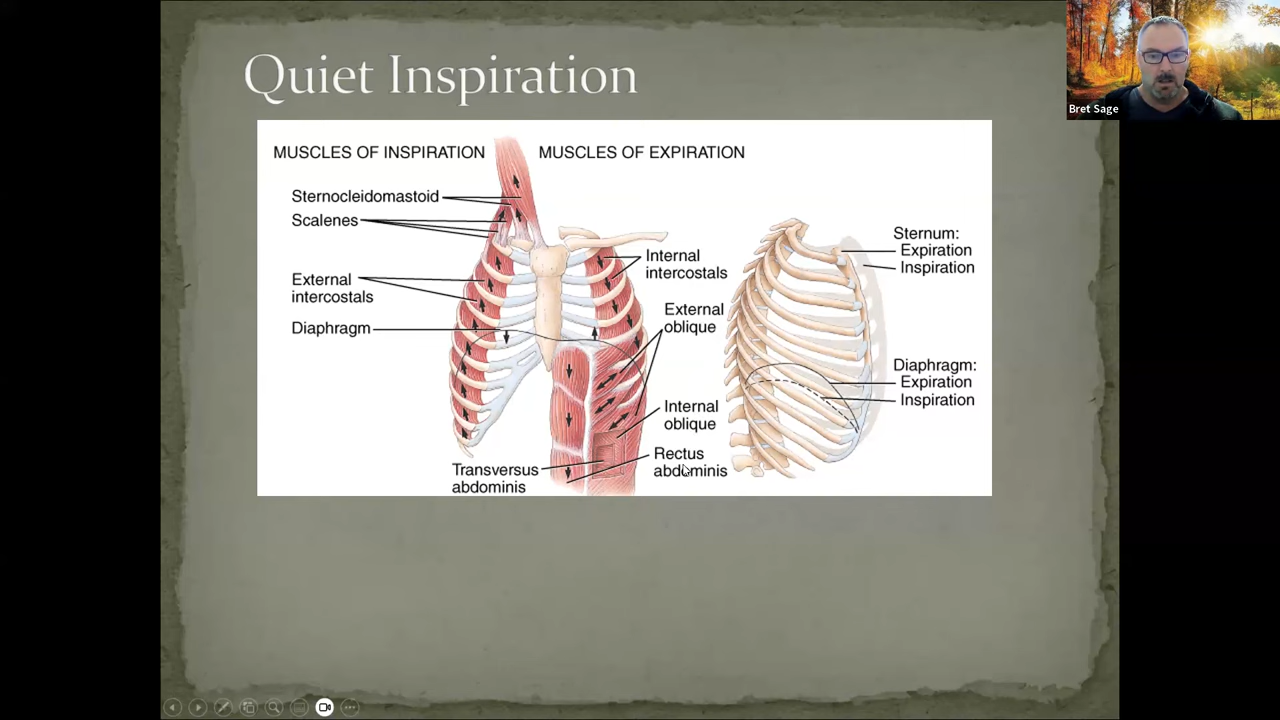 Quiet Inspiration
Bret Sage
MUSCLES OF INSPIRATION
MUSCLES OF EXPIRATION
Sternocleidomastoid
Scalenes
External
intercostals
Diaphragm
Internal
intercostals
External
oblique
Internal
oblique
Rectus
abdominis
Transversus
abdominis
Sternum:
Expiration
Inspiration
Diaphragm:
Expiration
Inspiration